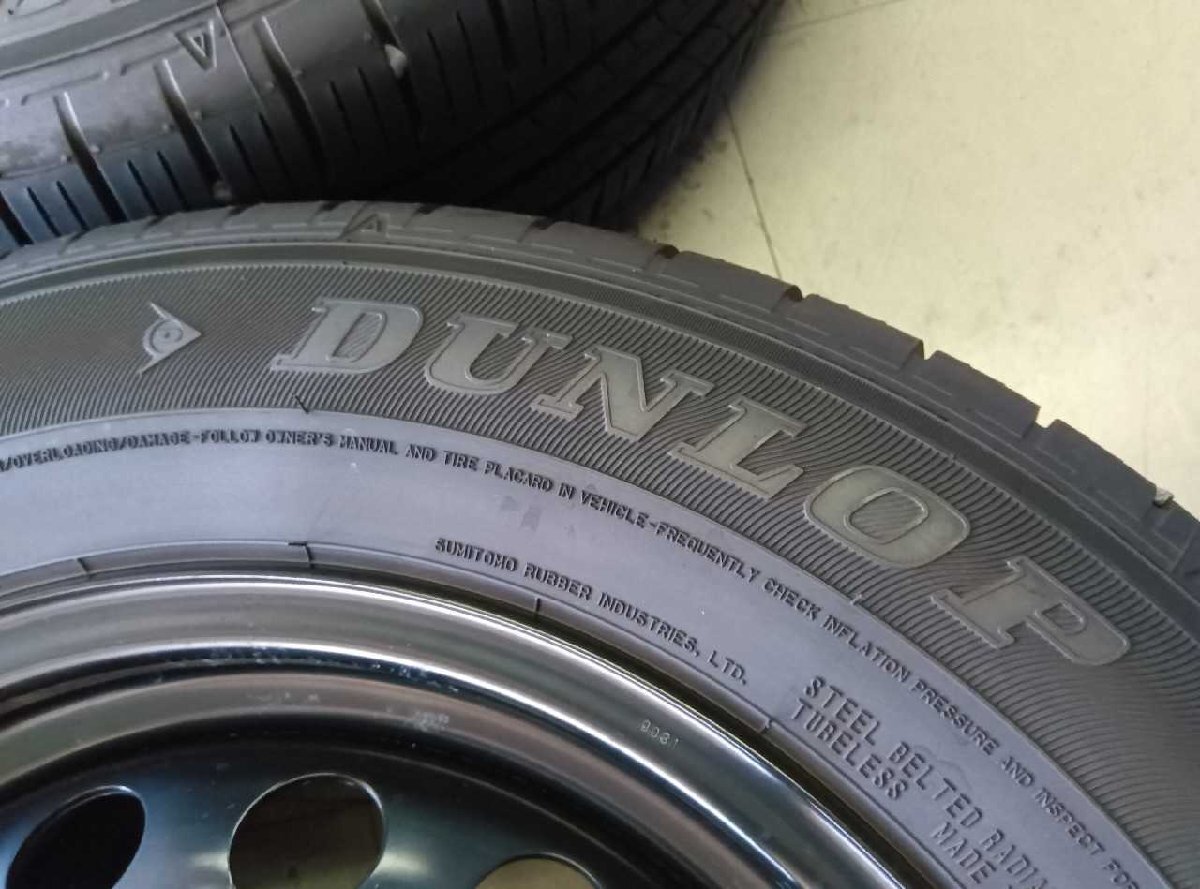 DUNLOP
/OVERLOADING/DAMAGE-FOLLOW OWNER'S MANUAL AND TIRE PLACARD IN VEHICLE-FREQUENTLY CHECK INFLATION PRESSURE AND INSPECT FOR
SUMITOMO RUBBER INDUSTRIES, LTD.
STEEL BELTED
TUBELESS
MADE